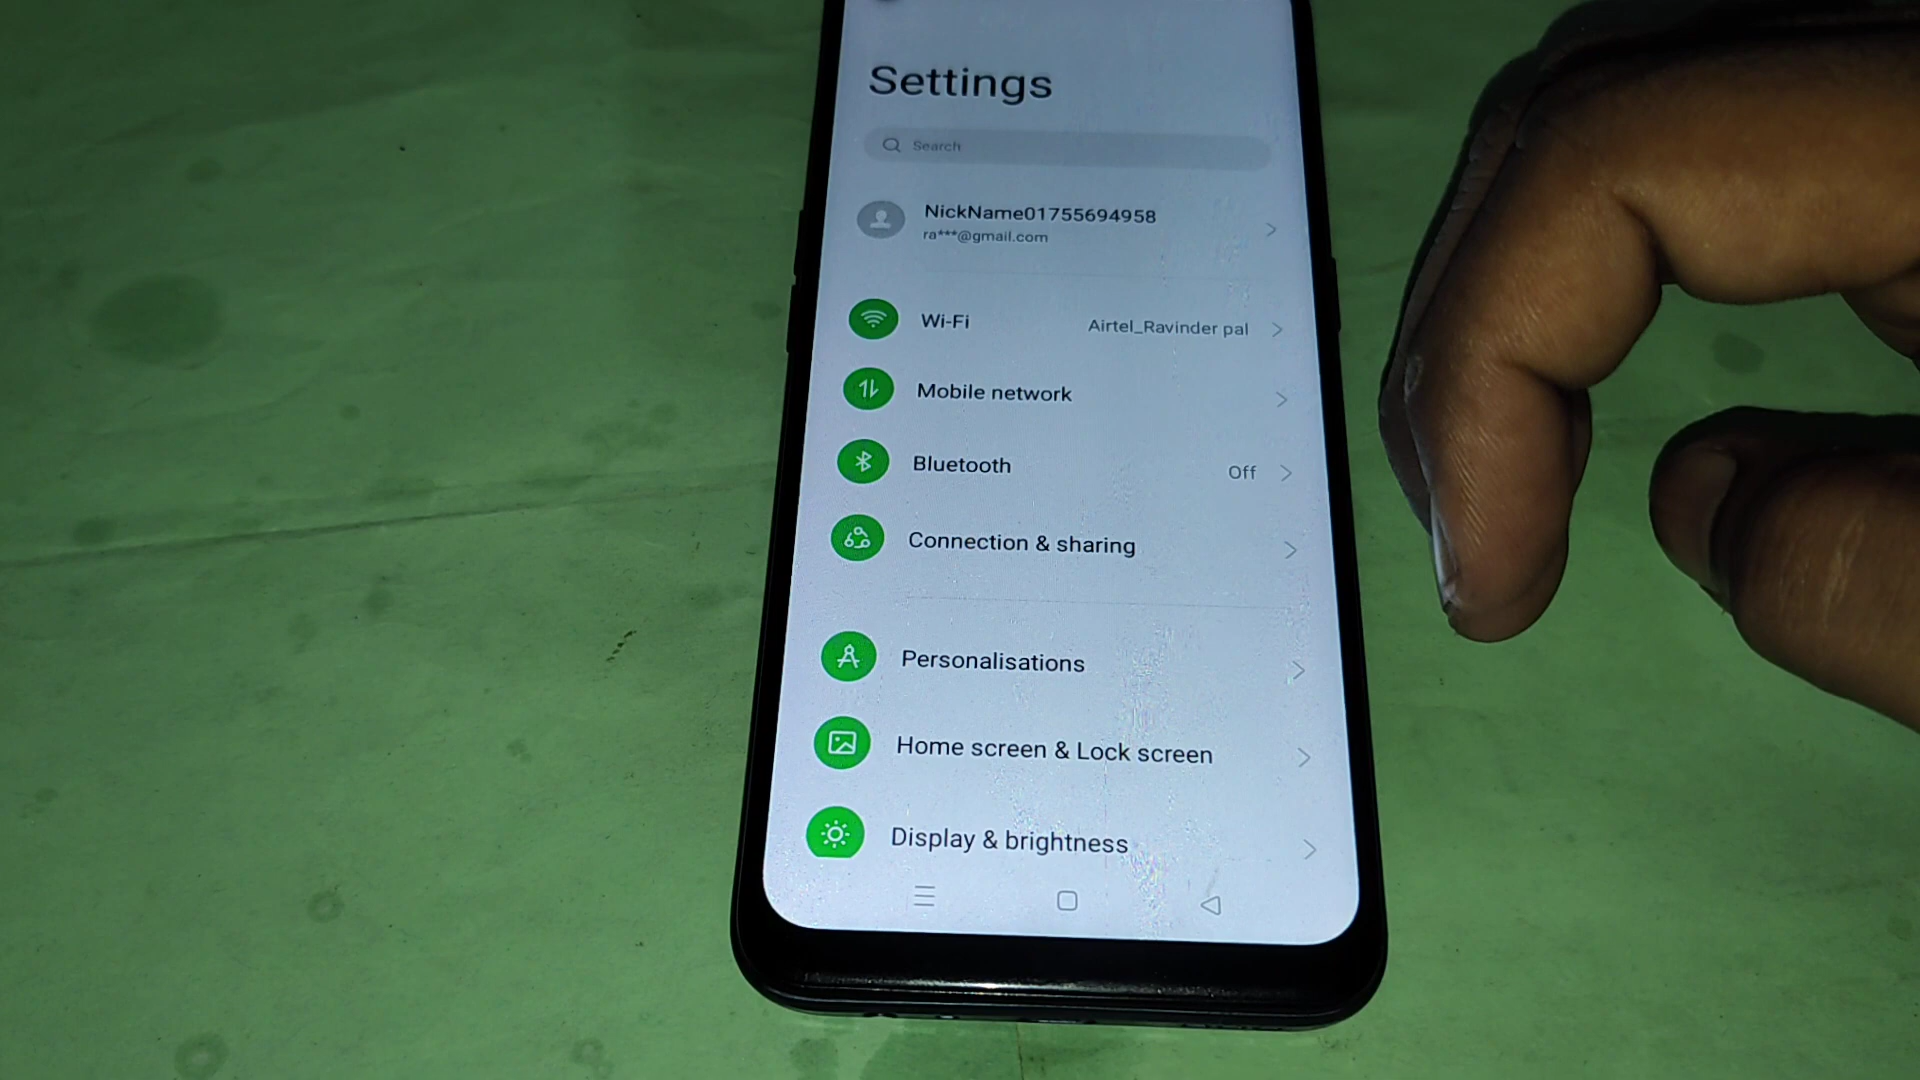 Settings
Search
NickName01755694958
ra***@gmail.com
Wi-Fi Airtel_Ravinder pal
Mobile network
Bluetooth Off
Connection & sharing
Personalisations
Home screen & Lock screen
Display & brightness